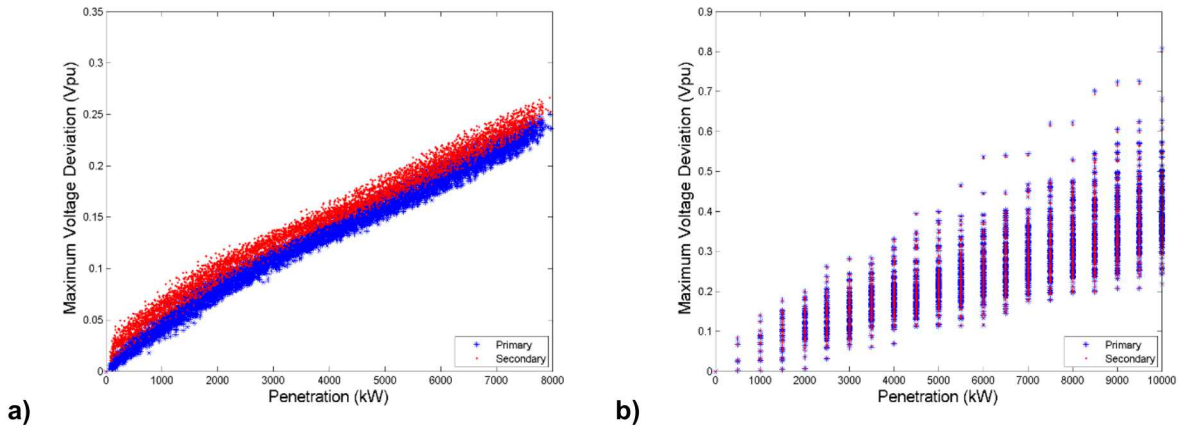 0.35
0.3
0.25
0.2
0.15
0.1
0.05
0
Maximum Voltage Deviation (Vpu)
0 1000 2000 3000 4000 5000 6000 7000 8000
Penetration (kW)
Primary
Secondary
a)
0.9
0.8
0.7
0.6
0.5
0.4
0.3
0.2
0.1
0
Maximum Voltage Deviation (Vpu)
0 1000 2000 3000 4000 5000 6000 7000 8000 9000 10000
Penetration (kW)
Primary
Secondary
b)